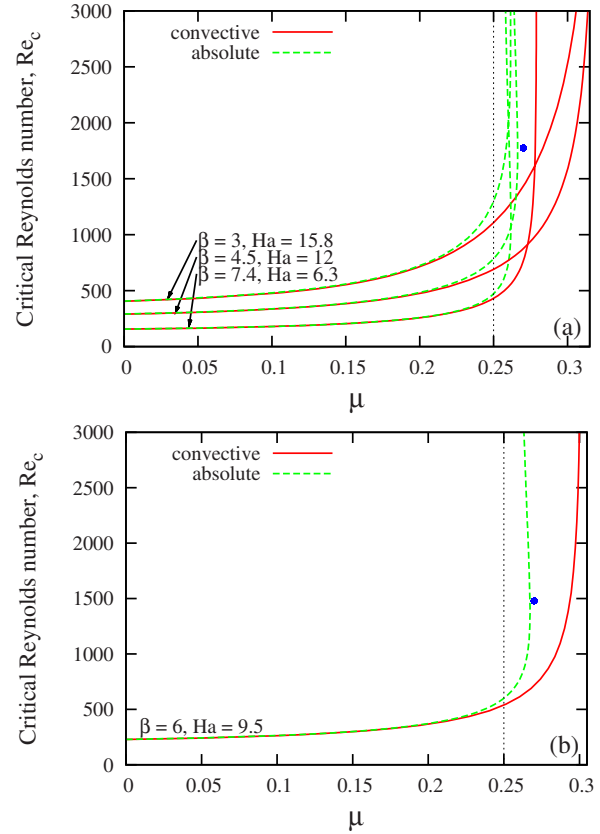 3000
2500
2000
1500
1000
500
0
Critical Reynolds number, Re_c
convective
absolute
β = 3, Ha = 15.8
β = 4.5, Ha = 12
β = 7.4, Ha = 6.3
(a)
0 0.05 0.1 0.15 0.2 0.25 0.3
μ
3000
2500
2000
1500
1000
500
0
Critical Reynolds number, Re_c
convective
absolute
β = 6, Ha = 9.5
(b)
0 0.05 0.1 0.15 0.2 0.25 0.3
μ